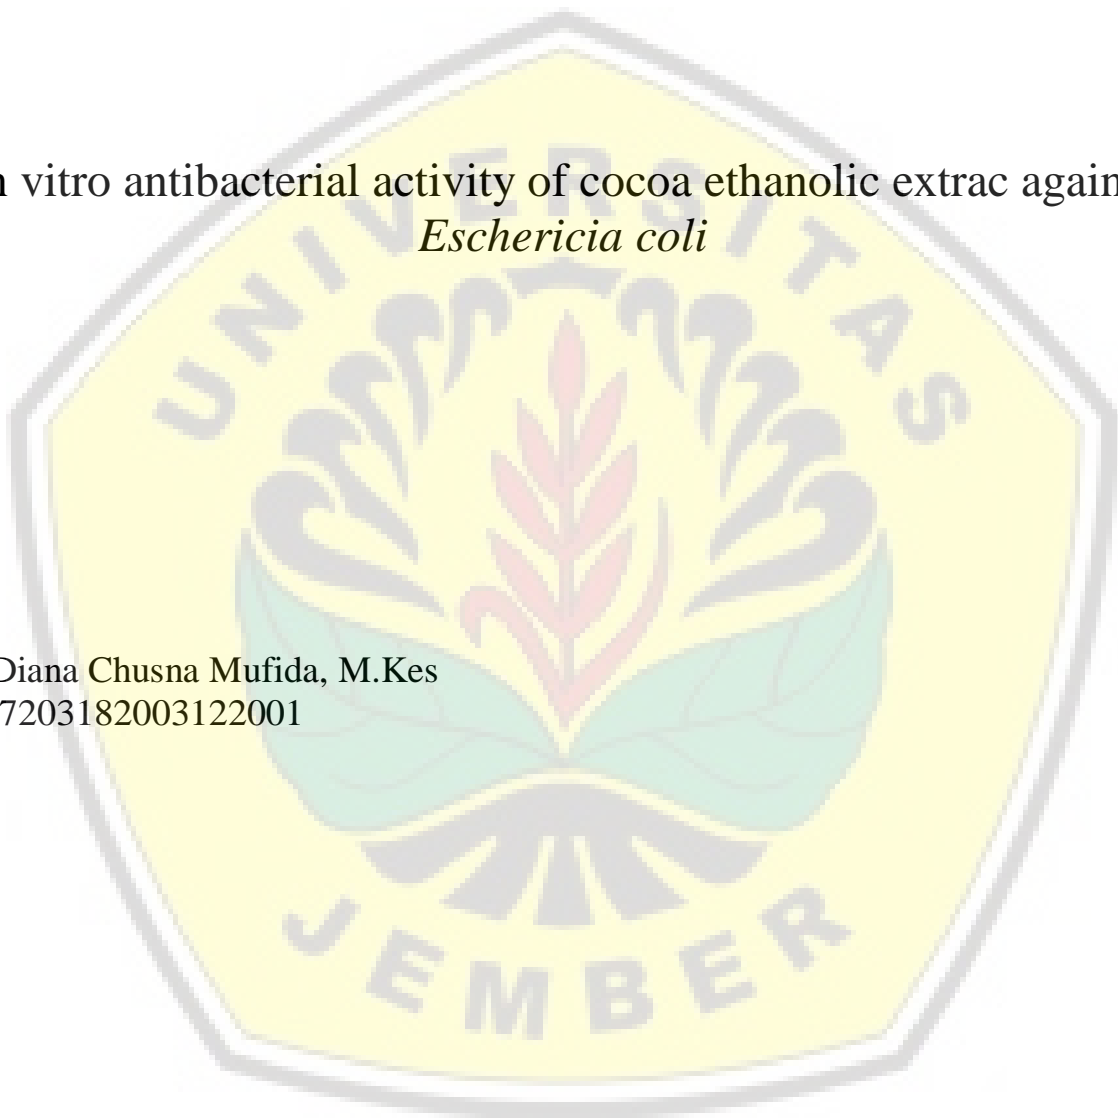 n vitro antibacterial activity of cocoa ethanolic extrac again
Eschericia coli
UNIVERSITAS
Diana Chusna Mufida, M.Kes
7203182003122001
JEMBER